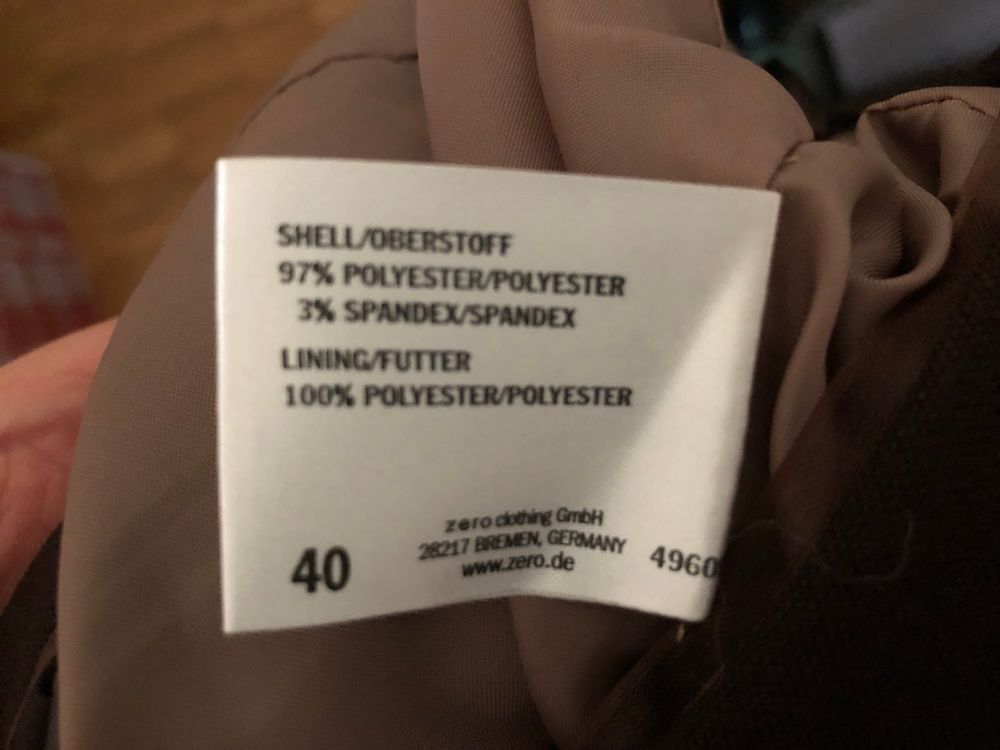 SHELL/OBERSTOFF
97% POLYESTER/POLYESTER
3% SPANDEX/SPANDEX
LINING/FUTTER
100% POLYESTER/POLYESTER
zero clothing GmbH
28217 BREMEN, GERMANY
www.zero.de
40
4960